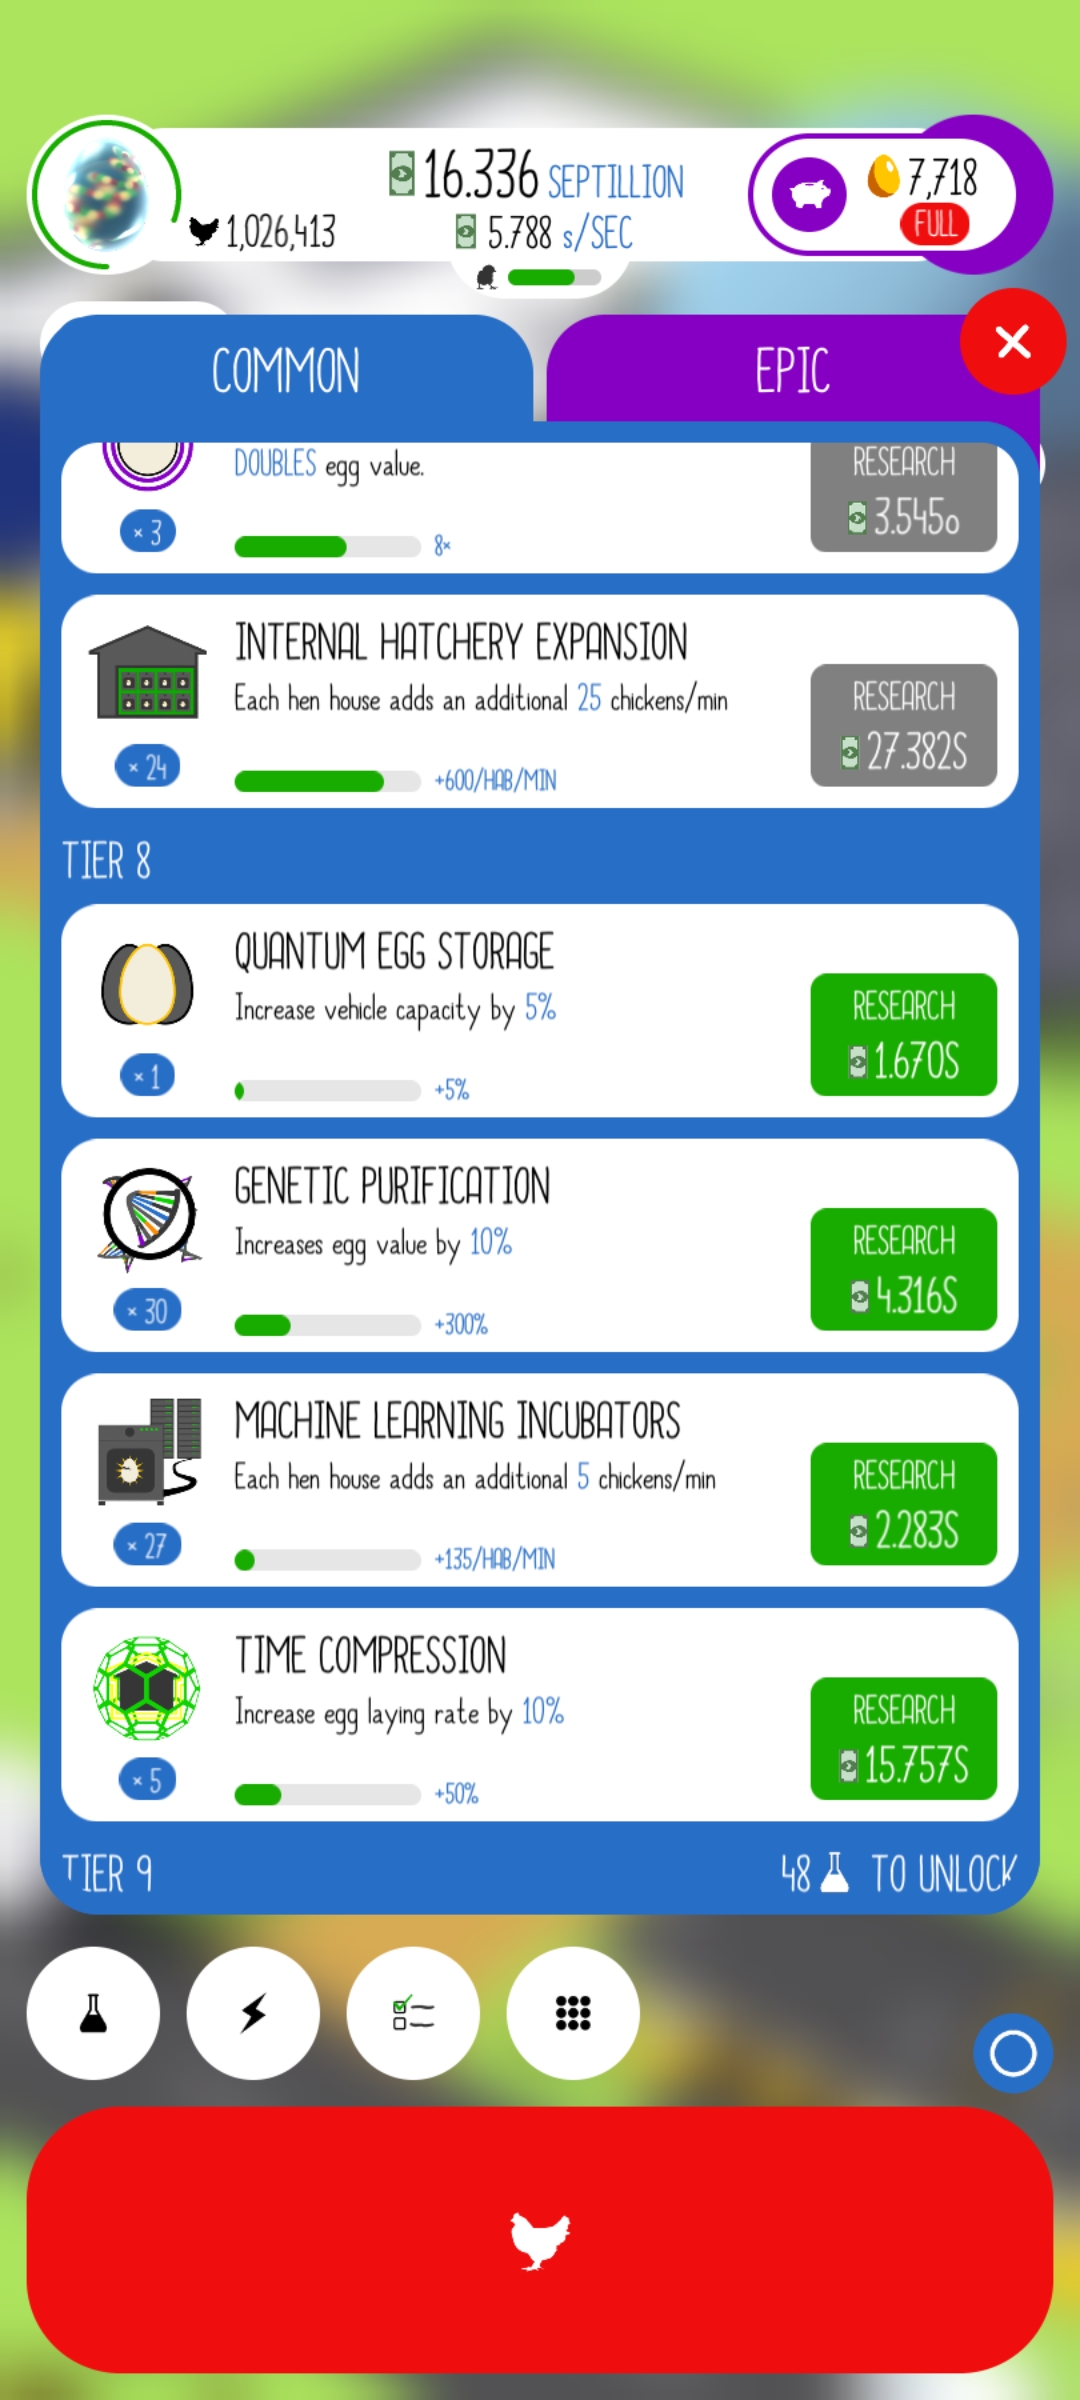 16.336 SEPTILLION
1,026,413
5.788 s/SEC
7,718
FULL
COMMON
EPIC
DOUBLES egg value.
RESEARCH
3.545o
× 3
8×
INTERNAL HATCHERY EXPANSION
Each hen house adds an additional 25 chickens/min
RESEARCH
27.382S
× 24
+600/HAB/MIN
TIER 8
QUANTUM EGG STORAGE
Increase vehicle capacity by 5%
RESEARCH
1.670S
× 1
+5%
GENETIC PURIFICATION
Increases egg value by 10%
RESEARCH
4.316S
× 30
+300%
MACHINE LEARNING INCUBATORS
Each hen house adds an additional 5 chickens/min
RESEARCH
2.283S
× 27
+135/HAB/MIN
TIME COMPRESSION
Increase egg laying rate by 10%
RESEARCH
15.757S
× 5
+50%
TIER 9
48 TO UNLOCK